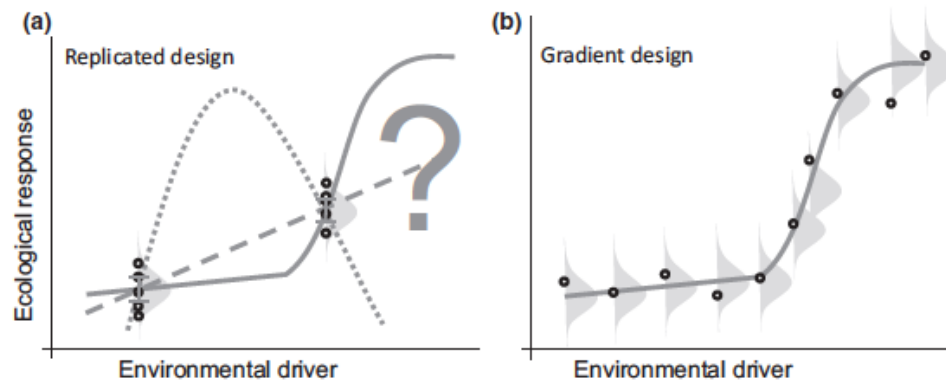 (a)
Replicated design
?
Ecological response
Environmental driver
(b)
Gradient design
Environmental driver